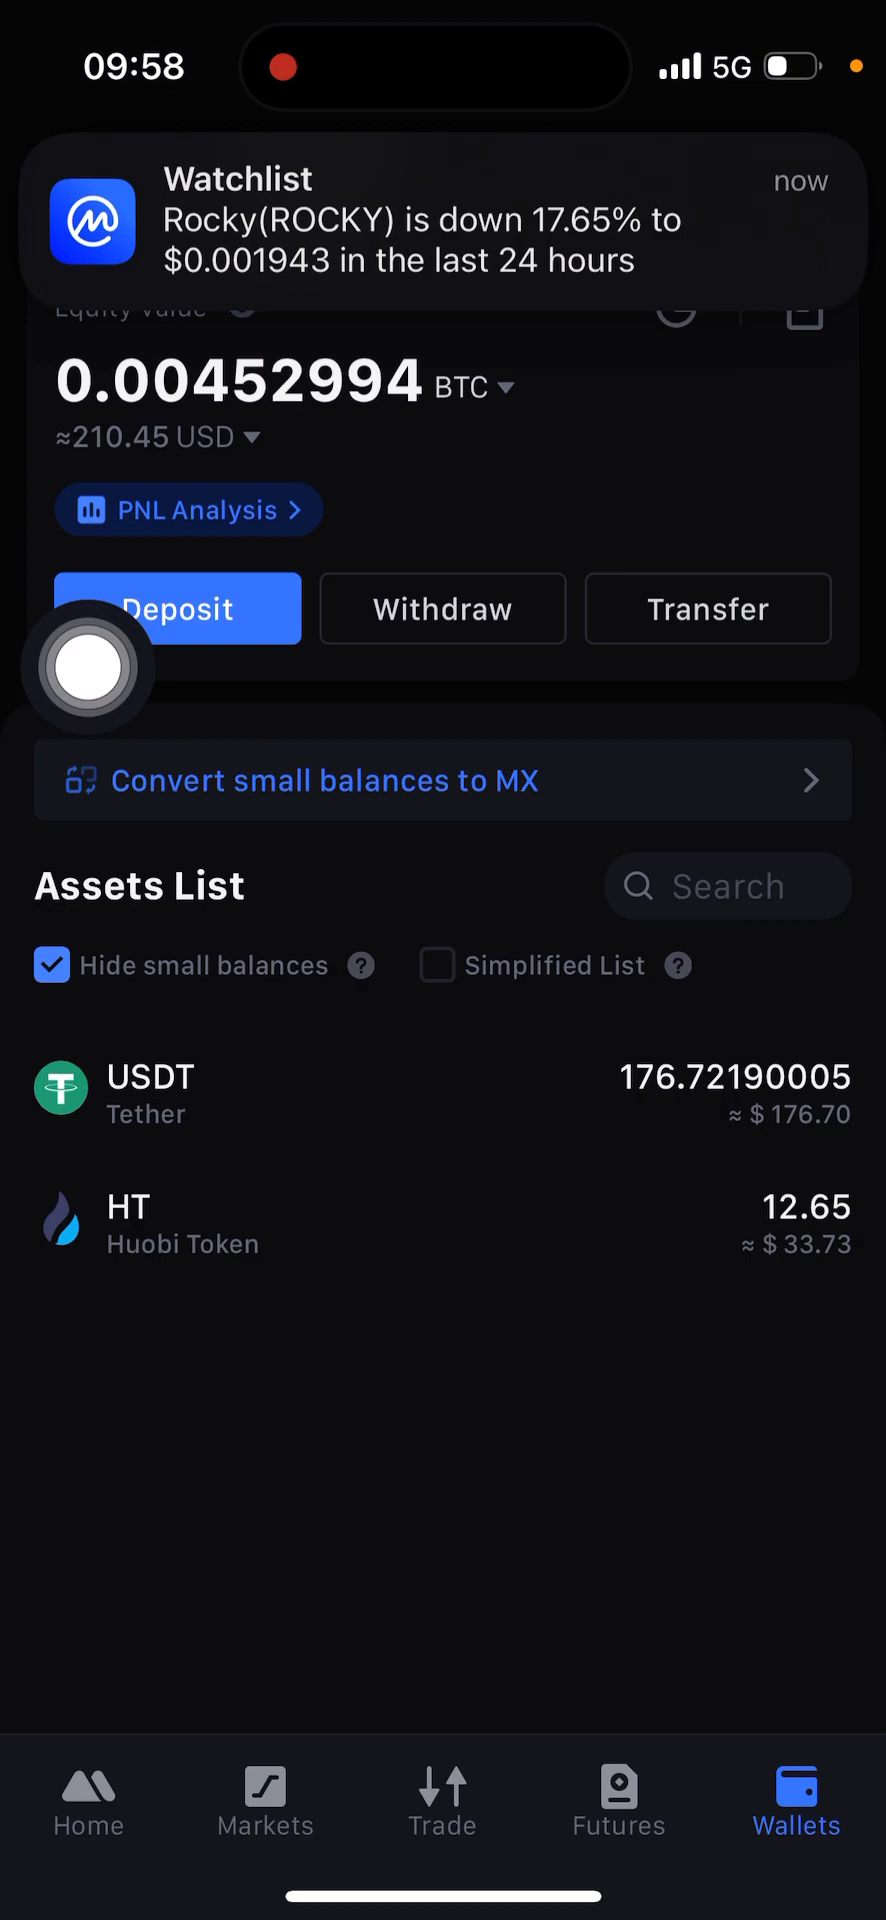 09:58
5G
Watchlist
now
Rocky(ROCKY) is down 17.65% to
$0.001943 in the last 24 hours
Equity Value
0.00452994 BTC
≈210.45 USD
PNL Analysis
Deposit
Withdraw
Transfer
Convert small balances to MX
Assets List
Search
Hide small balances ?
Simplified List ?
USDT
176.72190005
Tether
≈ $ 176.70
HT
12.65
Huobi Token
≈ $ 33.73
Home
Markets
Trade
Futures
Wallets